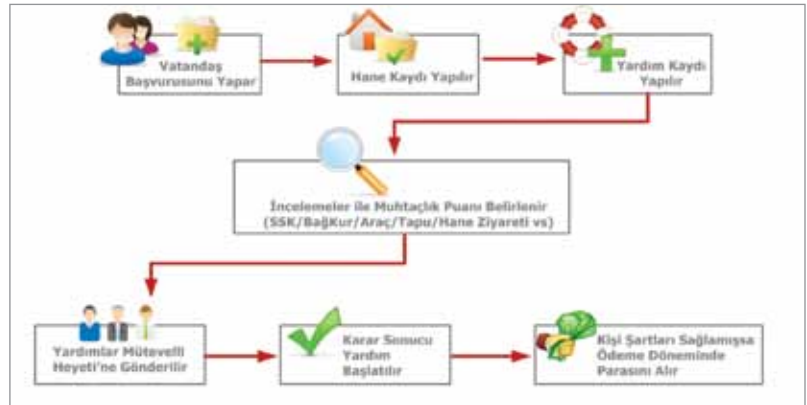 Vatandaş
Başvurusunu Yapar
Hane Kaydı Yapılır
Yardım Kaydı
Yapılır
İncelemeler ile Muhtaçlık Puanı Belirlenir
(SSK/BağKur/Araç/Tapu/Hane Ziyareti vs)
Yardımlar Mütevelli
Heyeti'ne Gönderilir
Karar Sonucu
Yardım
Başlatılır
Kişi Şartları Sağlamışsa
Ödeme Döneminde
Parasını Alır